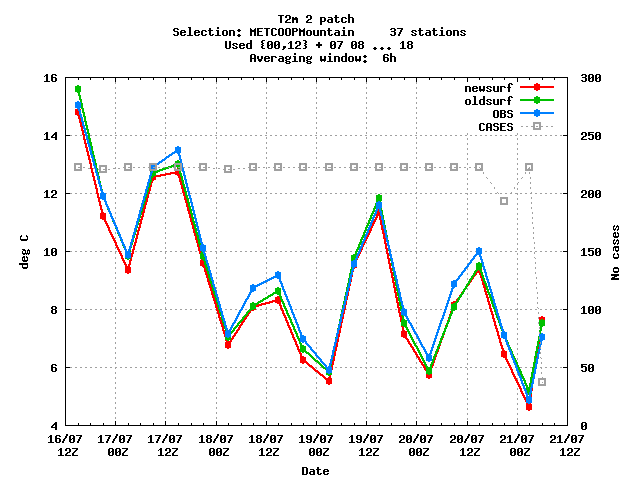 T2m 2 patch
Selection: METCOOPMountain 37 stations
Used {00,12} + 07 08 ... 18
Averaging window: 6h
newsurf
oldsurf
OBS
CASES
deg C
16
14
12
10
8
6
4
No cases
300
250
200
150
100
50
0
16/07 17/07 17/07 18/07 18/07 19/07 19/07 20/07 20/07 21/07 21/07
12Z 00Z 12Z 00Z 12Z 00Z 12Z 00Z 12Z 00Z 12Z
Date